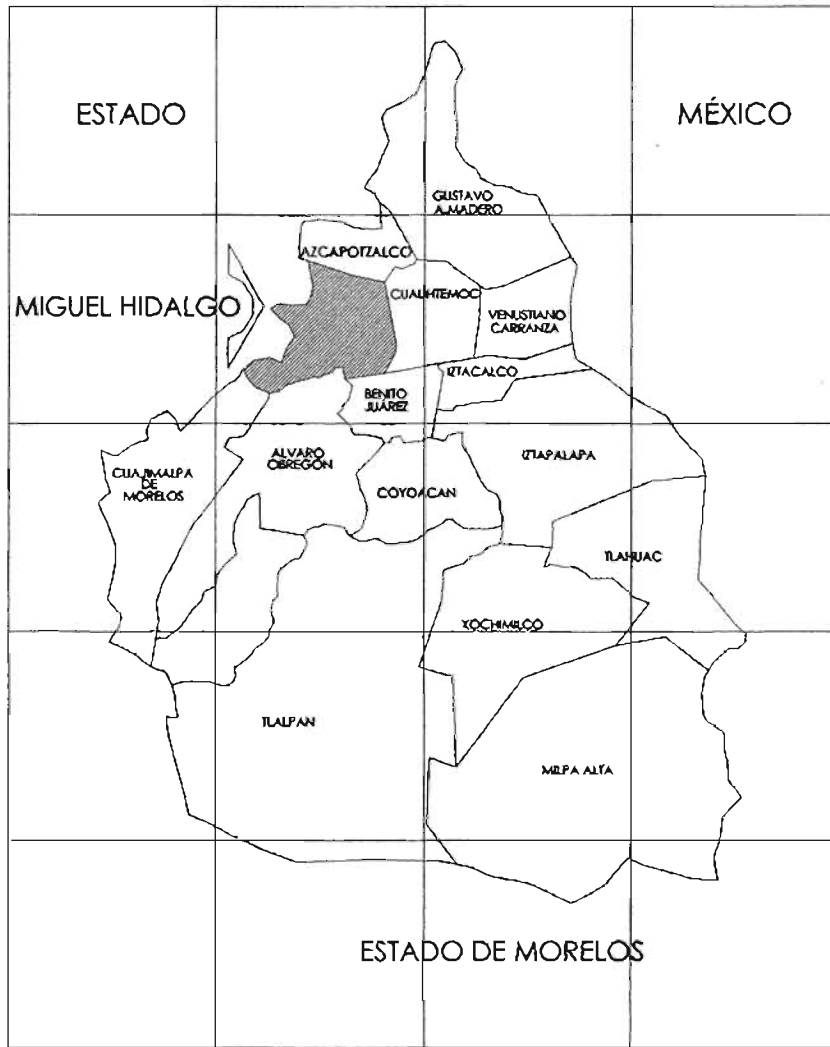 ESTADO
MÉXICO
GUSTAVO
A.MADERO
AZCAPOTZALCO
MIGUEL HIDALGO
CUAUHTEMOC
VENUSTIANO
CARRANZA
IZTACALCO
BENITO
JUÁREZ
CUAJIMALPA
DE
MORELOS
ALVARO
OBREGÓN
COYOACAN
IZTAPALAPA
TLAHUAC
XOCHIMILCO
TLALPAN
MILPA ALTA
ESTADO DE MORELOS